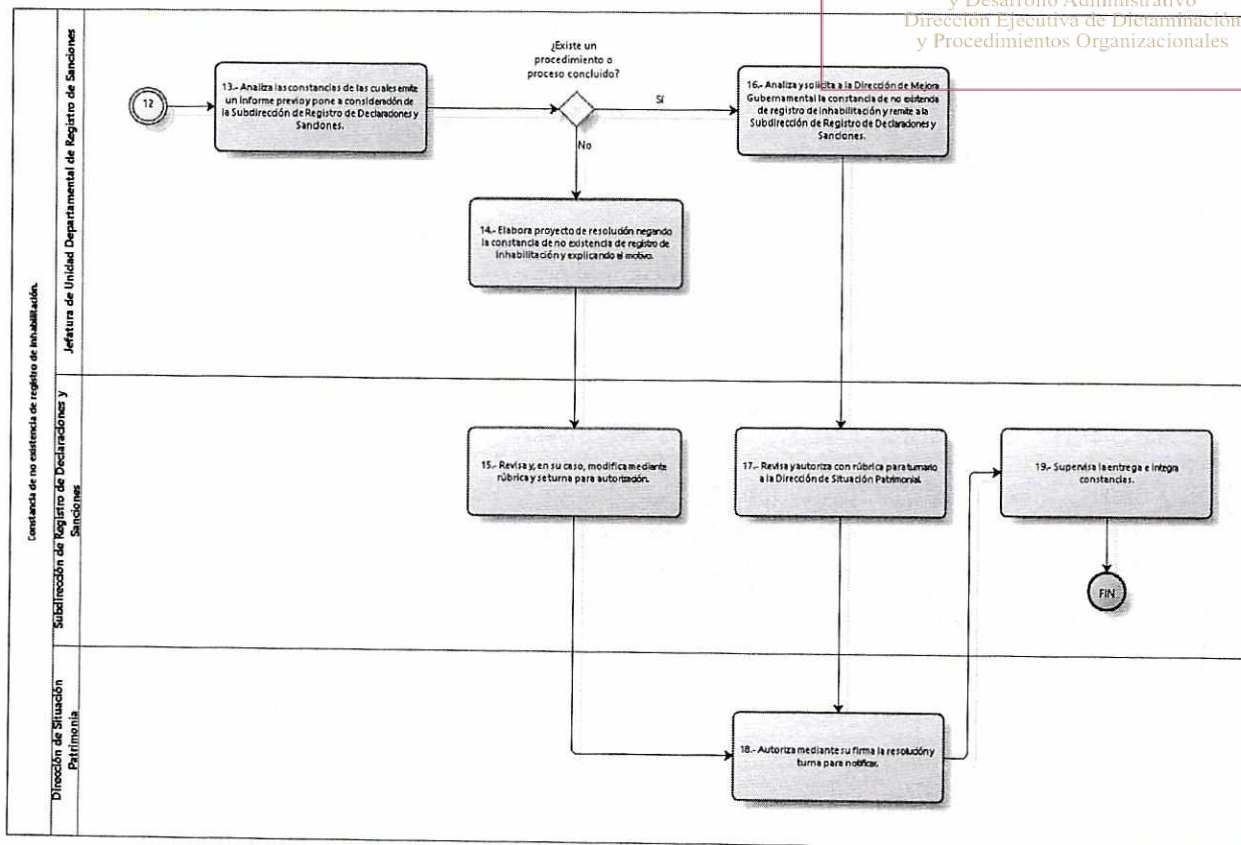 y Desarrollo Administrativo
Dirección Ejecutiva de Dictaminación
y Procedimientos Organizacionales
Constancia de no existencia de registro de inhabilitación.
Jefatura de Unidad Departamental de Registro de Sanciones
12
13.- Analiza las constancias de las cuales emite
un informe previo y pone a consideración de
la Subdirección de Registro de Declaraciones y
Sanciones.
¿Existe un
procedimiento o
proceso concluido?
Sí
No
16.- Analiza y solicita a la Dirección de Mejora
Gubernamental la constancia de no existencia
de registro de inhabilitación y remite a la
Subdirección de Registro de Declaraciones y
Sanciones.
14.- Elabora proyecto de resolución negando
la constancia de no existencia de registro de
inhabilitación y explicando el motivo.
Subdirección de Registro de Declaraciones y
Sanciones
15.- Revisa y, en su caso, modifica mediante
rúbrica y se turna para autorización.
17.- Revisa y autoriza con rúbrica para turnarlo
a la Dirección de Situación Patrimonial.
19.- Supervisa la entrega e integra
constancias.
FIN
Dirección de Situación
Patrimonia
18.- Autoriza mediante su firma la resolución y
turna para notificar.